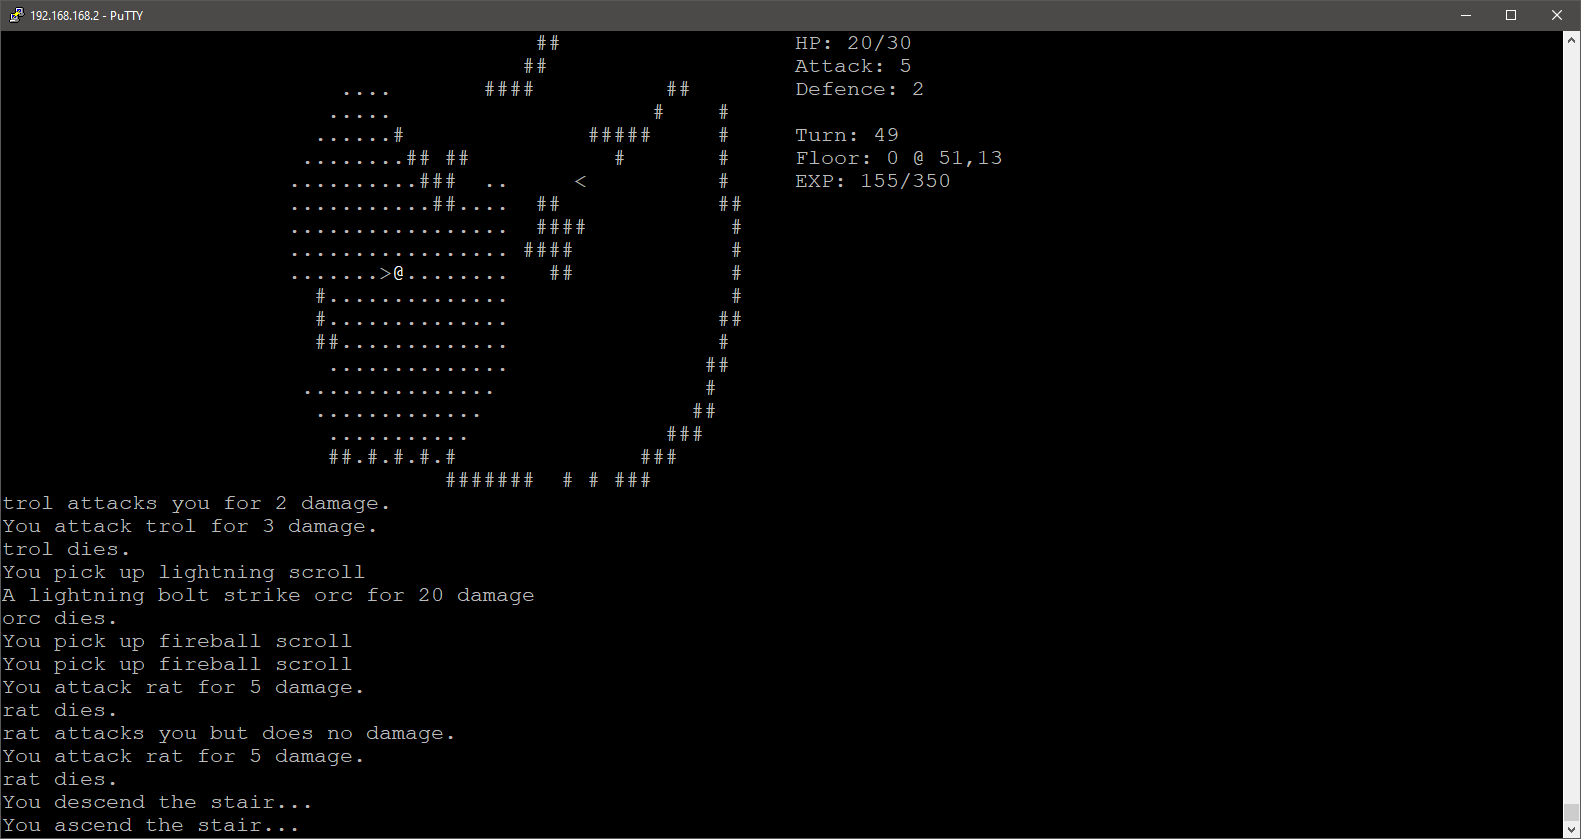 192.168.168.2 - PuTTY
                                         ##                  HP: 20/30
                                        ##                   Attack: 5
                          ....       ####          ##        Defence: 2
                         .....                    #    #
                        ......#              #####     #     Turn: 49
                       ........## ##           #       #     Floor: 0 @ 51,13
                      ..........###  ..     <          #     EXP: 155/350
                      ...........##....  ##            ##
                      .................  ####           #
                      ................. ####            #
                      .......>@........   ##            #
                        #..............                 #
                        #..............                ##
                        ##.............                #
                         ..............               ##
                       ...............                #
                        .............                ##
                         ...........               ###
                         ##.#.#.#.#              ###
                                  #######  # # ###
trol attacks you for 2 damage.
You attack trol for 3 damage.
trol dies.
You pick up lightning scroll
A lightning bolt strike orc for 20 damage
orc dies.
You pick up fireball scroll
You pick up fireball scroll
You attack rat for 5 damage.
rat dies.
rat attacks you but does no damage.
You attack rat for 5 damage.
rat dies.
You descend the stair...
You ascend the stair...